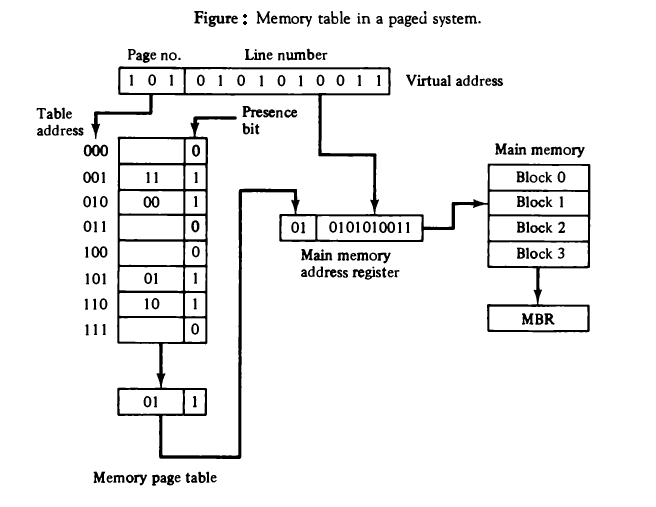 Figure : Memory table in a paged system.
Page no. Line number
1 0 1 0 1 0 1 0 1 0 0 1 1 Virtual address
Table address
Presence bit
000 0
001 11 1
010 00 1
011 0
100 0
101 01 1
110 10 1
111 0
01 1
Memory page table
01 0101010011
Main memory
address register
Main memory
Block 0
Block 1
Block 2
Block 3
MBR